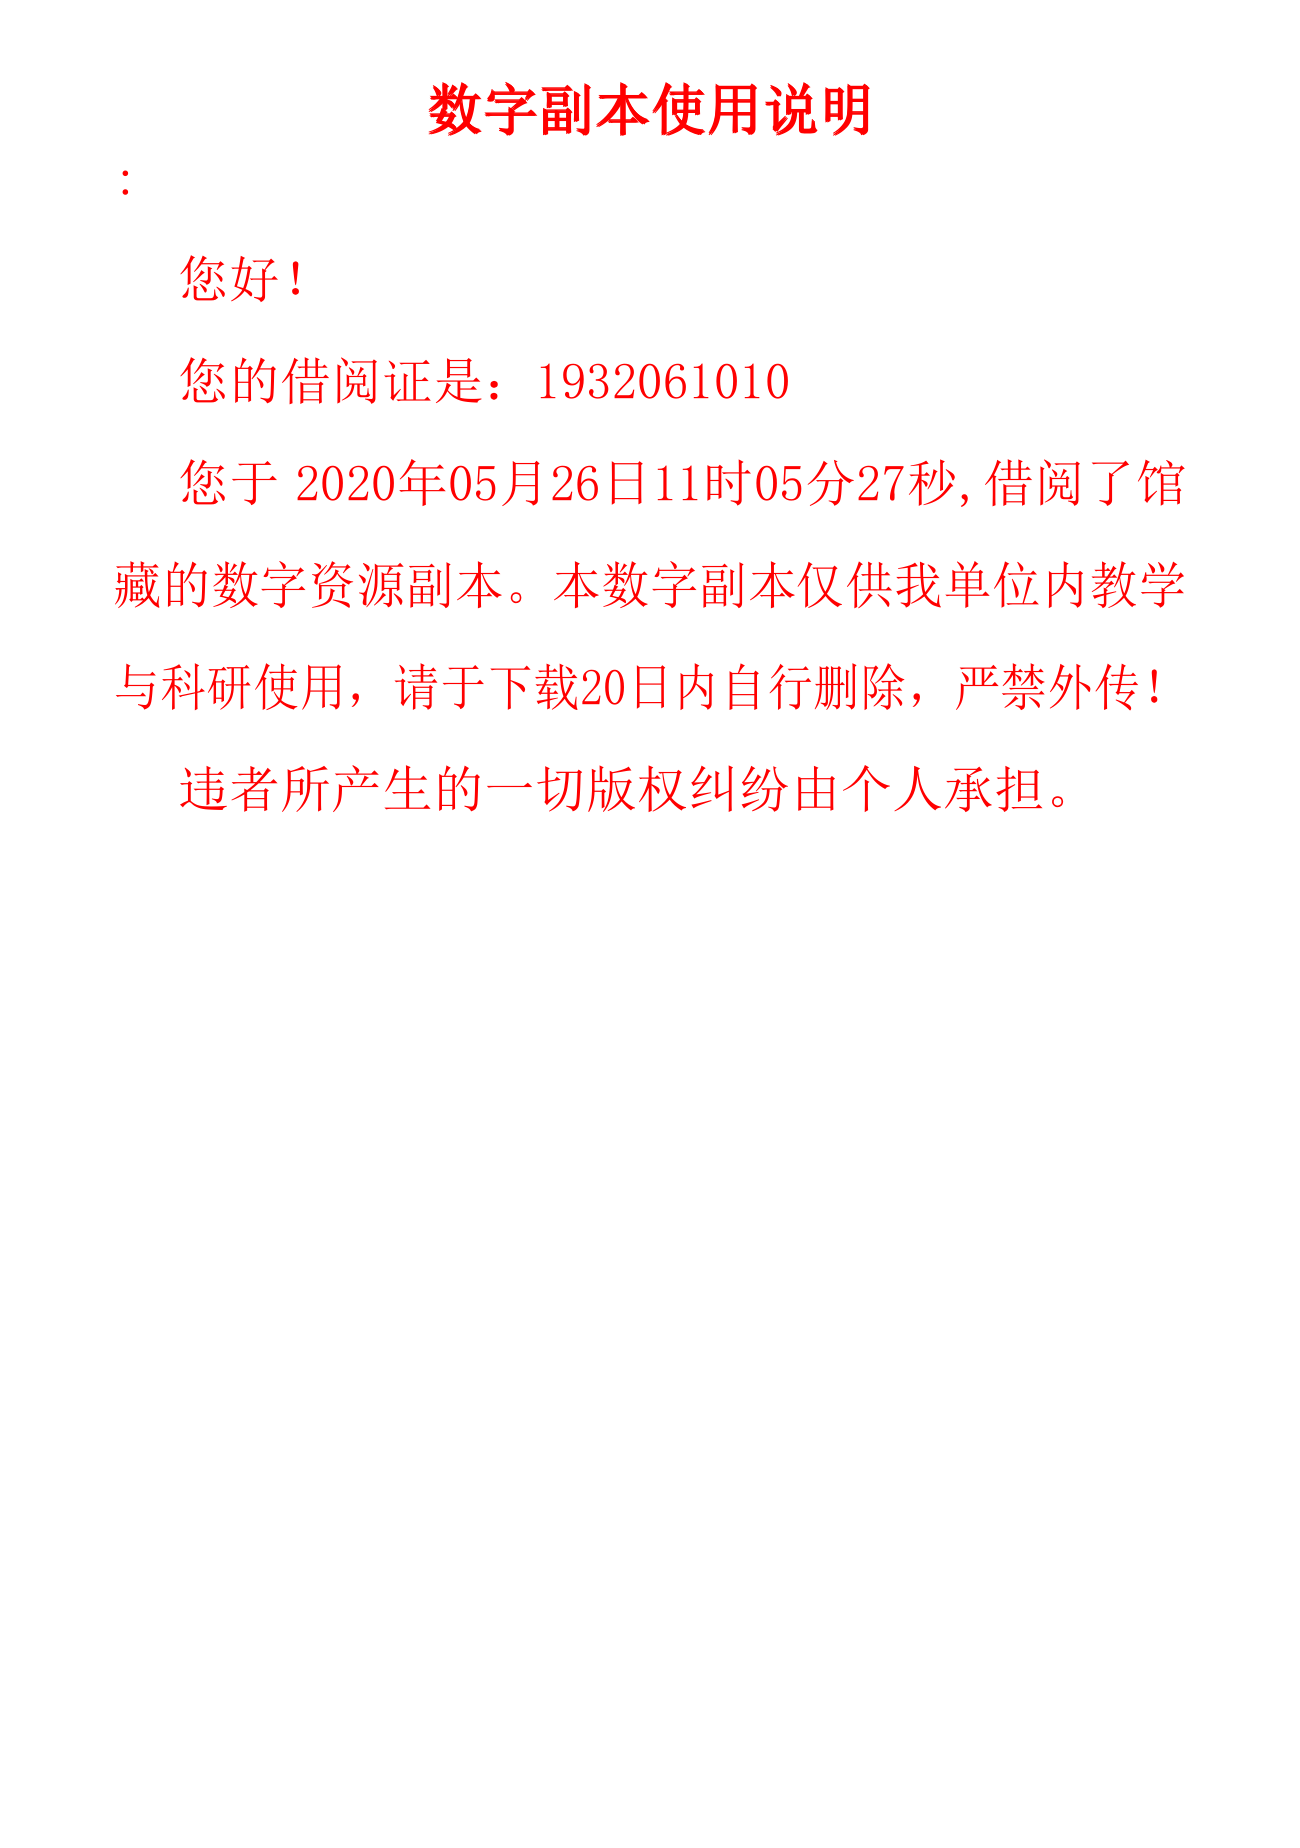 数字副本使用说明
：
您好！
您的借阅证是：1932061010
您于 2020年05月26日11时05分27秒,借阅了馆
藏的数字资源副本。本数字副本仅供我单位内教学
与科研使用，请于下载20日内自行删除，严禁外传！
违者所产生的一切版权纠纷由个人承担。